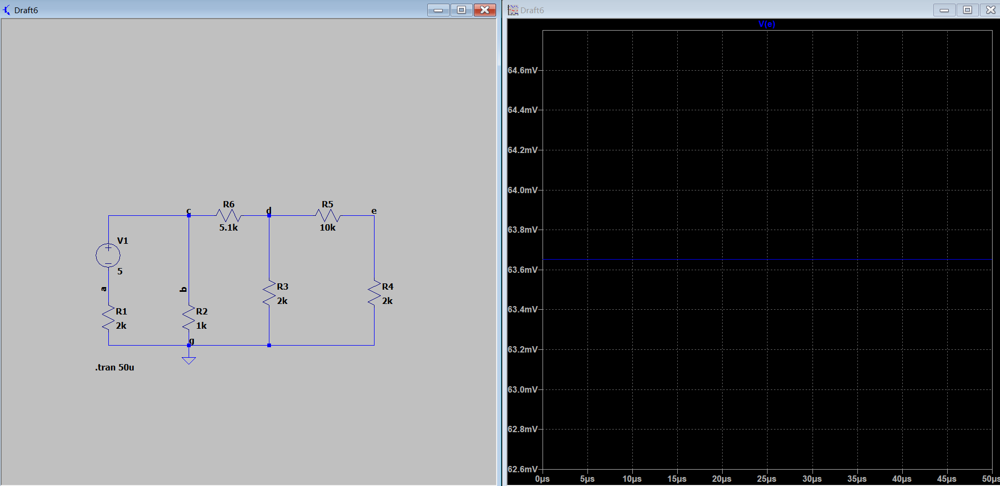 Draft6
R6
R5
c
d
e
5.1k
10k
V1
5
a
b
R3
R4
2k
2k
R1
R2
2k
1k
g
.tran 50u
Draft6
V(e)
64.6mV
64.4mV
64.2mV
64.0mV
63.8mV
63.6mV
63.4mV
63.2mV
63.0mV
62.8mV
62.6mV
0µs 5µs 10µs 15µs 20µs 25µs 30µs 35µs 40µs 45µs 50µs